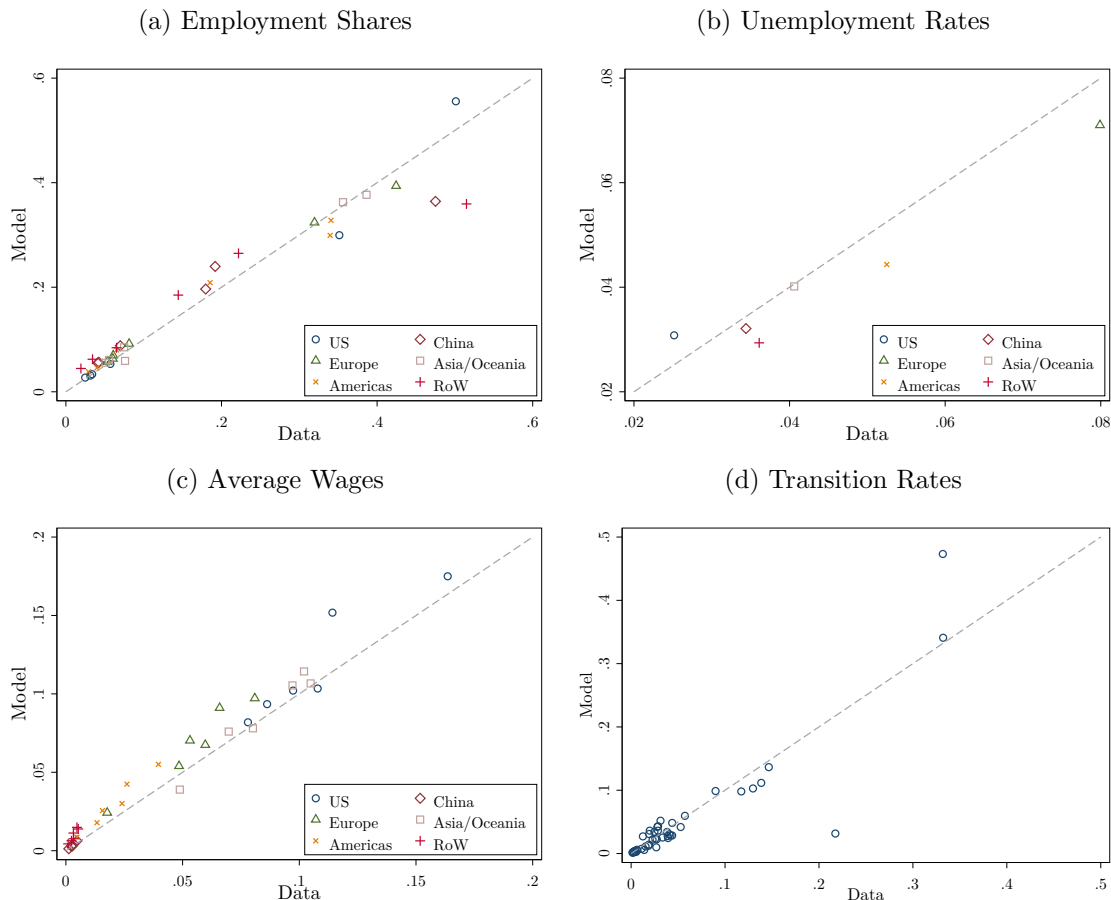 (a) Employment Shares
.6
.4
.2
0
Model
0
.2
.4
.6
Data
US
China
Europe
Asia/Oceania
Americas
RoW
(b) Unemployment Rates
.08
.06
.04
.02
Model
.02
.04
.06
.08
Data
US
China
Europe
Asia/Oceania
Americas
RoW
(c) Average Wages
.2
.15
.1
.05
0
Model
0
.05
.1
.15
.2
Data
US
China
Europe
Asia/Oceania
Americas
RoW
(d) Transition Rates
.5
.4
.3
.2
.1
0
Model
0
.1
.2
.3
.4
.5
Data